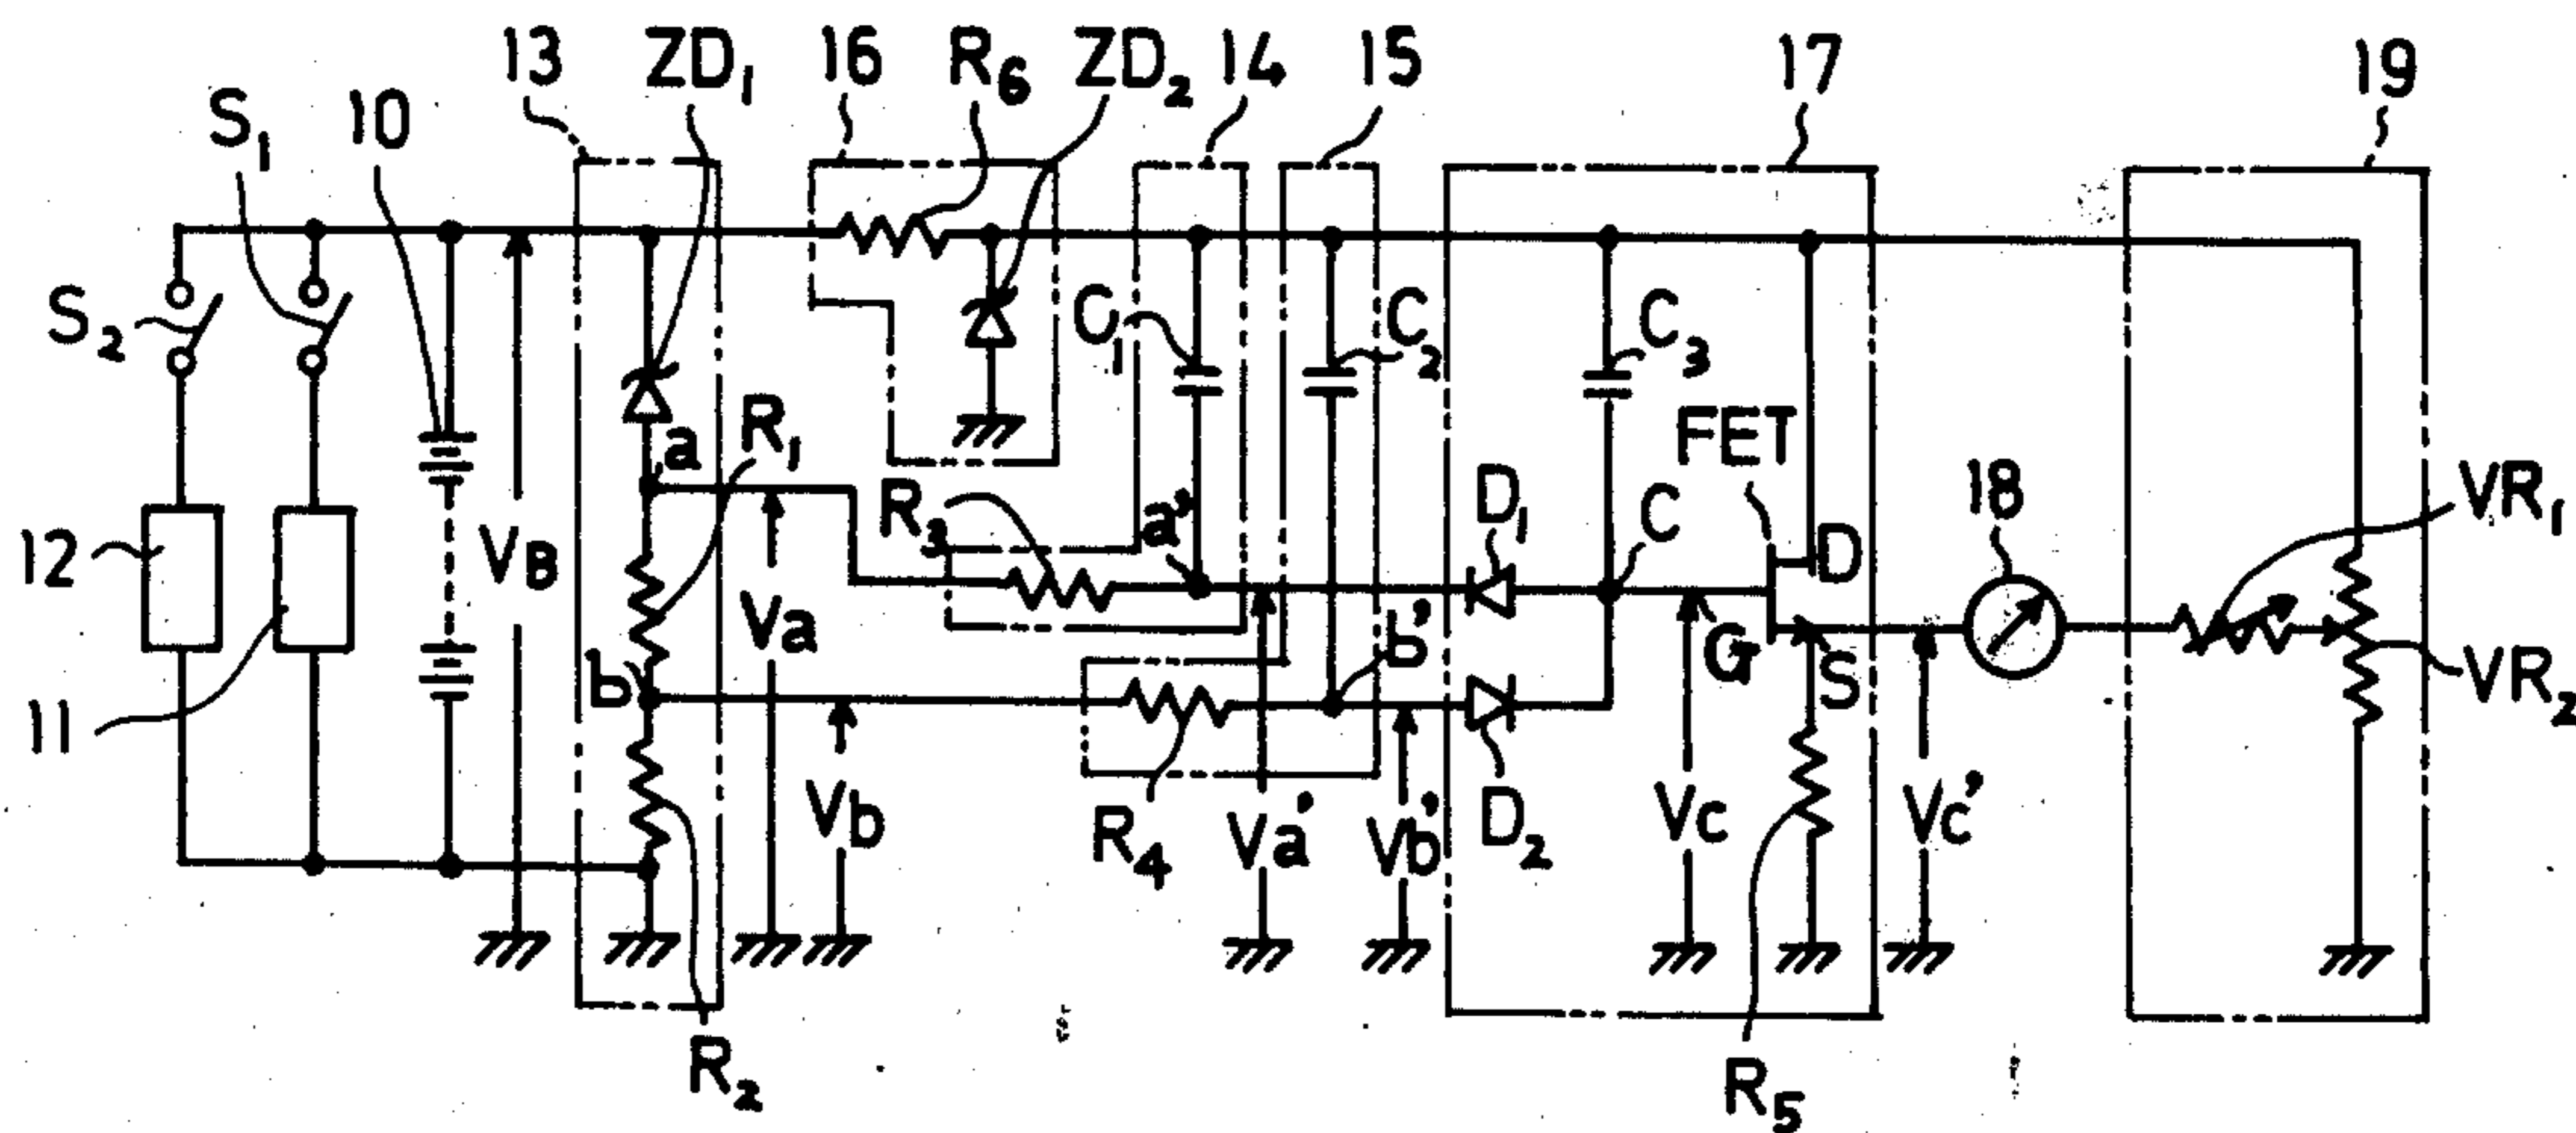 13 ZD1 16 R6 ZD2 14 15 17 19
S1 10
S2 C1 C2 C3
R1 FET
a R3 a' D1 C 18 VR1
12 VB D
Va b' G S VR2
b
11 Vb R4 Va' Vb' D2 Vc Vc'
R2 R5